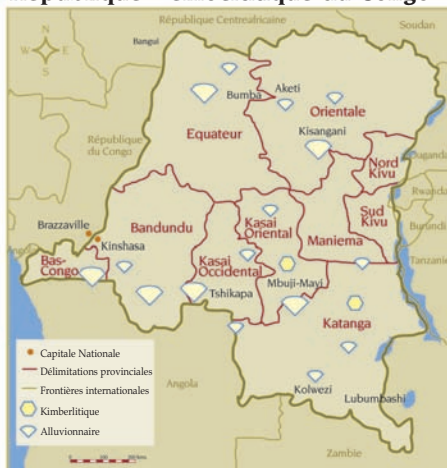 République Démocratique du Congo
République Centreafricaine
Soudan
Bangui
Bumba
Aketi
Orientale
Equateur
Kisangani
République
du Congo
Nord
Kivu
Ouganda
Rwanda
Sud
Kivu
Burundi
Brazzaville
Bandundu
Kasai
Oriental
Maniema
Kinshasa
Kasai
Occidental
Tanzanie
Bas-
Congo
Tshikapa
Mbuji-Mayi
Katanga
Capitale Nationale
Délimitations provinciales
Frontières internationales
Kimberlitique
Alluvionnaire
Angola
Kolwezi
Lubumbashi
Zambie
N
S
E